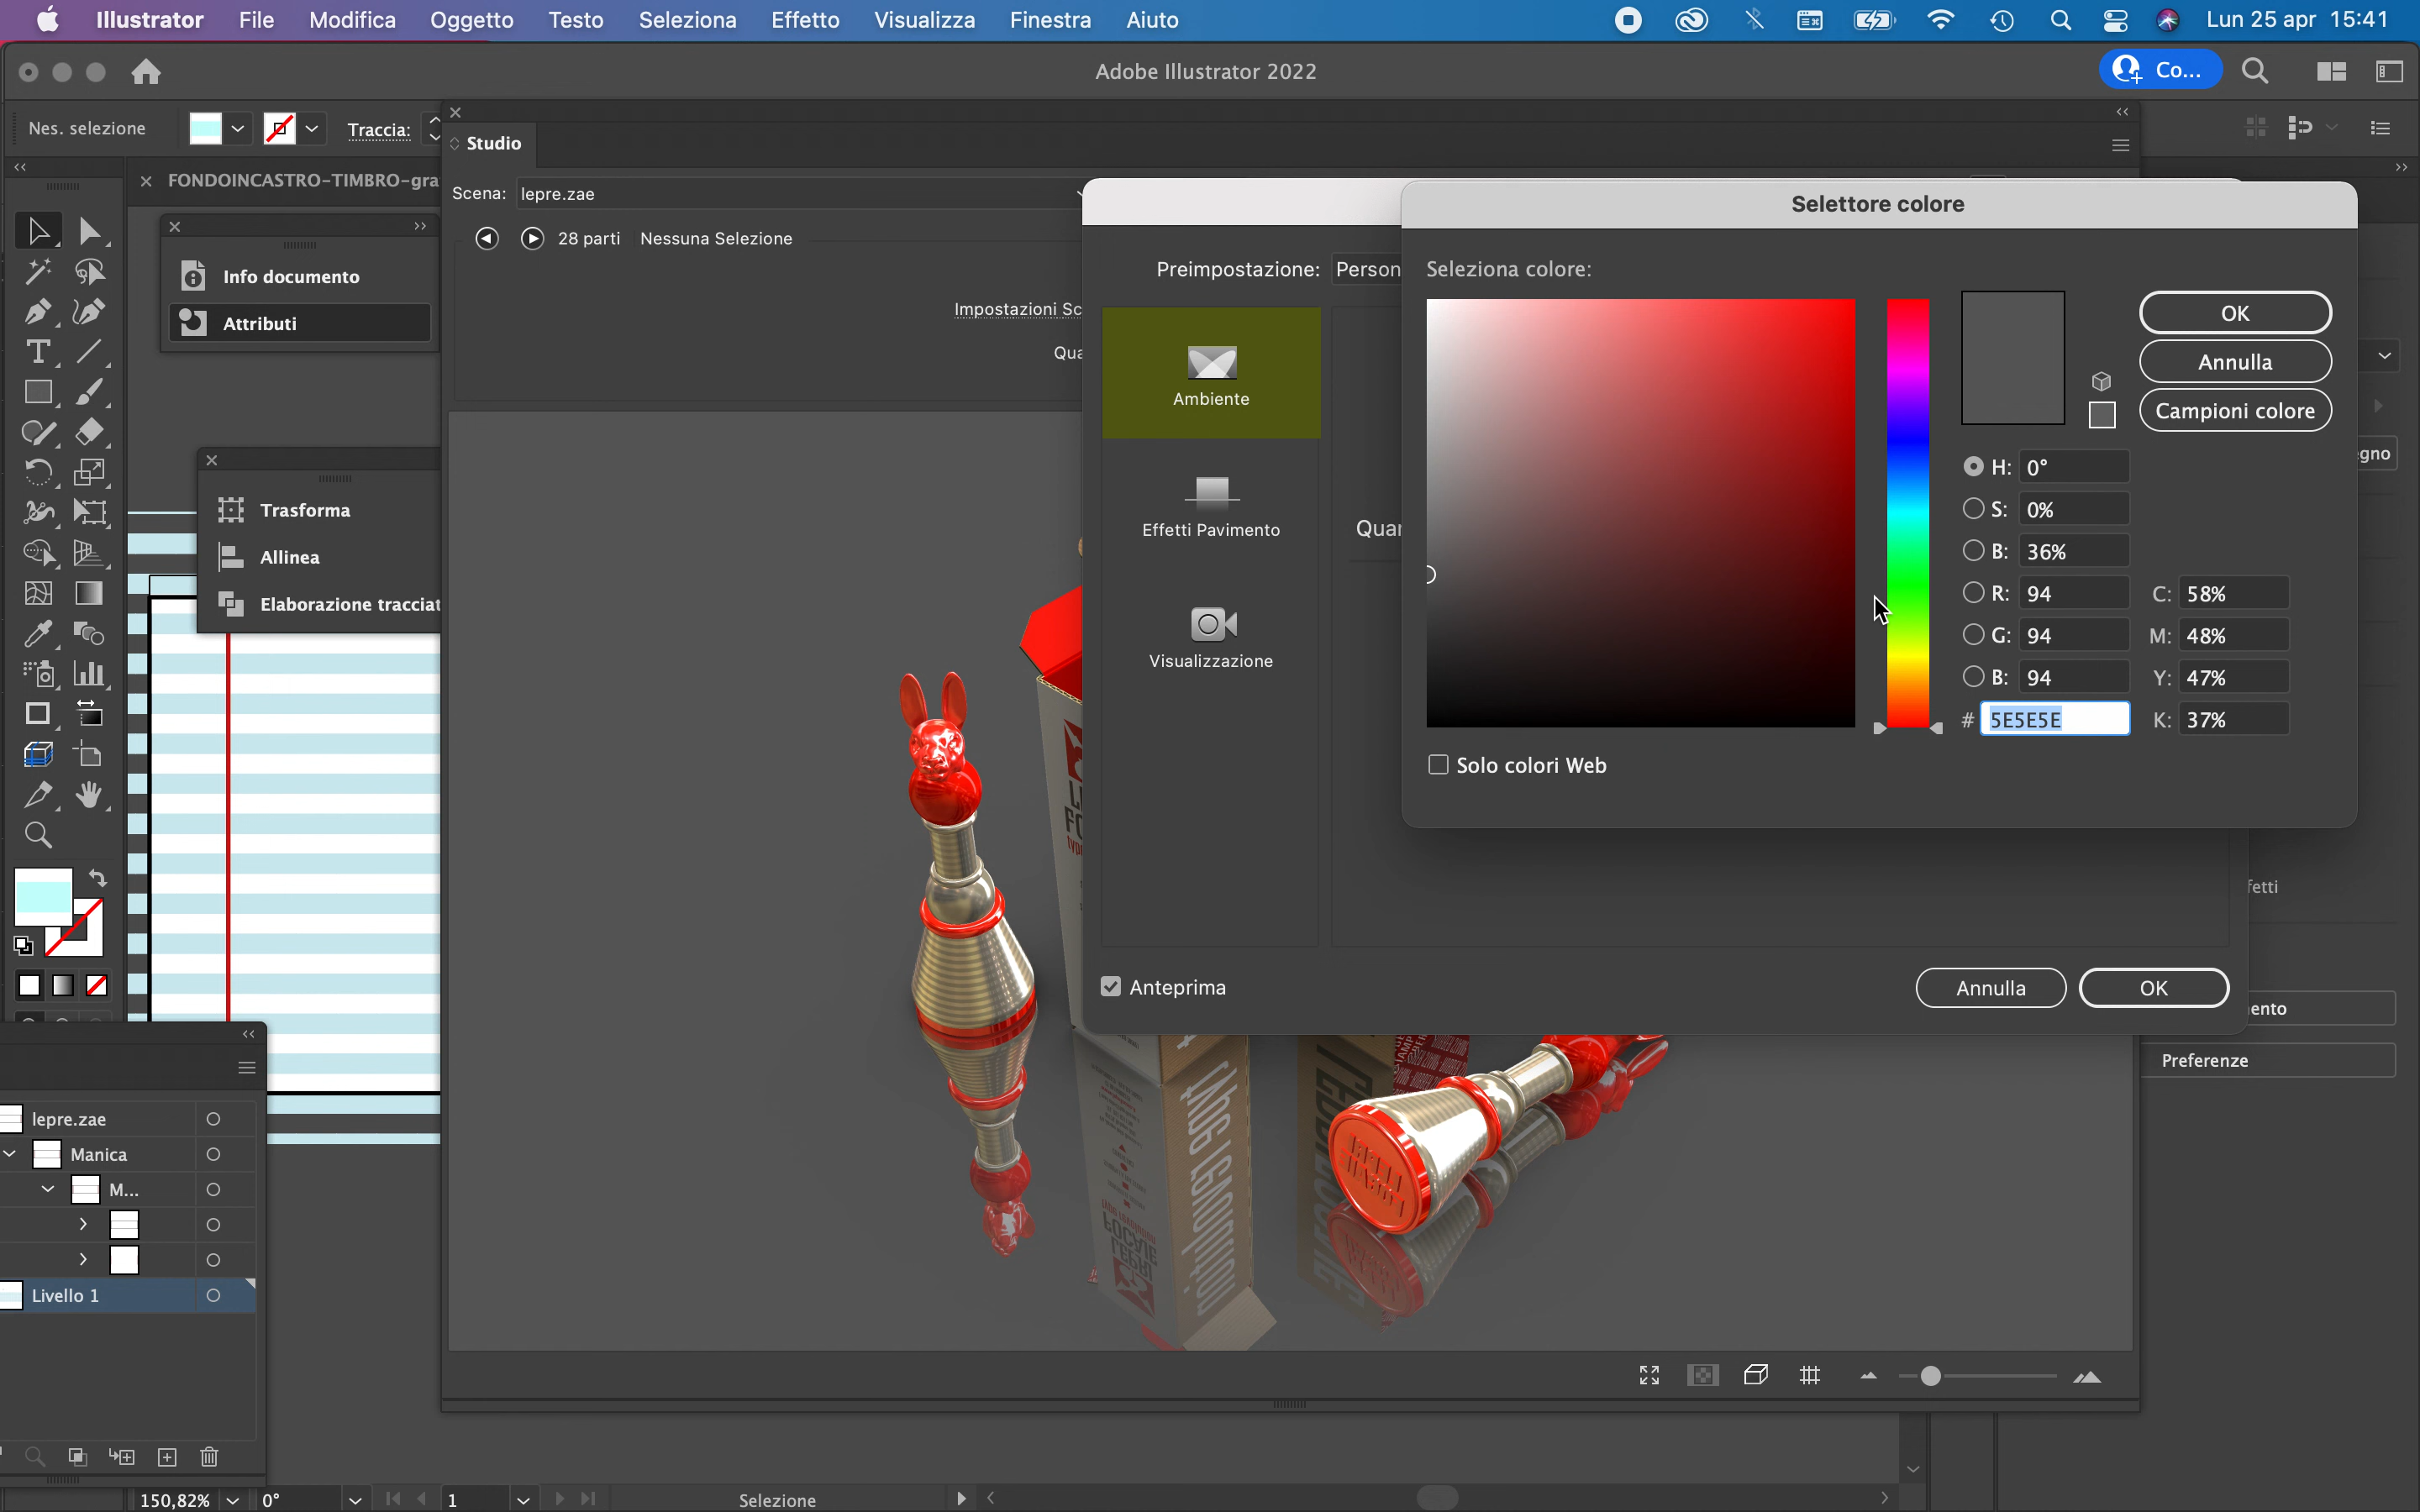 Illustrator File Modifica Oggetto Testo Seleziona Effetto Visualizza Finestra Aiuto Lun 25 apr 15:41
Adobe Illustrator 2022
Co...
Nes. selezione
Traccia:
Studio
FONDOINCASTRO-TIMBRO-gra
Scena: lepre.zae
28 parti Nessuna Selezione
Info documento
Attributi
Impostazioni Sc
Qua
Trasforma
Allinea
Elaborazione tracciat
Preimpostazione: Person
Ambiente
Effetti Pavimento
Visualizzazione
Quan
Anteprima
Annulla
OK
Selettore colore
Seleziona colore:
OK
Annulla
Campioni colore
H: 0°
S: 0%
B: 36%
R: 94 C: 58%
G: 94 M: 48%
B: 94 Y: 47%
# 5E5E5E K: 37%
Solo colori Web
gno
fetti
ento
Preferenze
lepre.zae
Manica
M...
Livello 1
150,82% 0° 1 Selezione